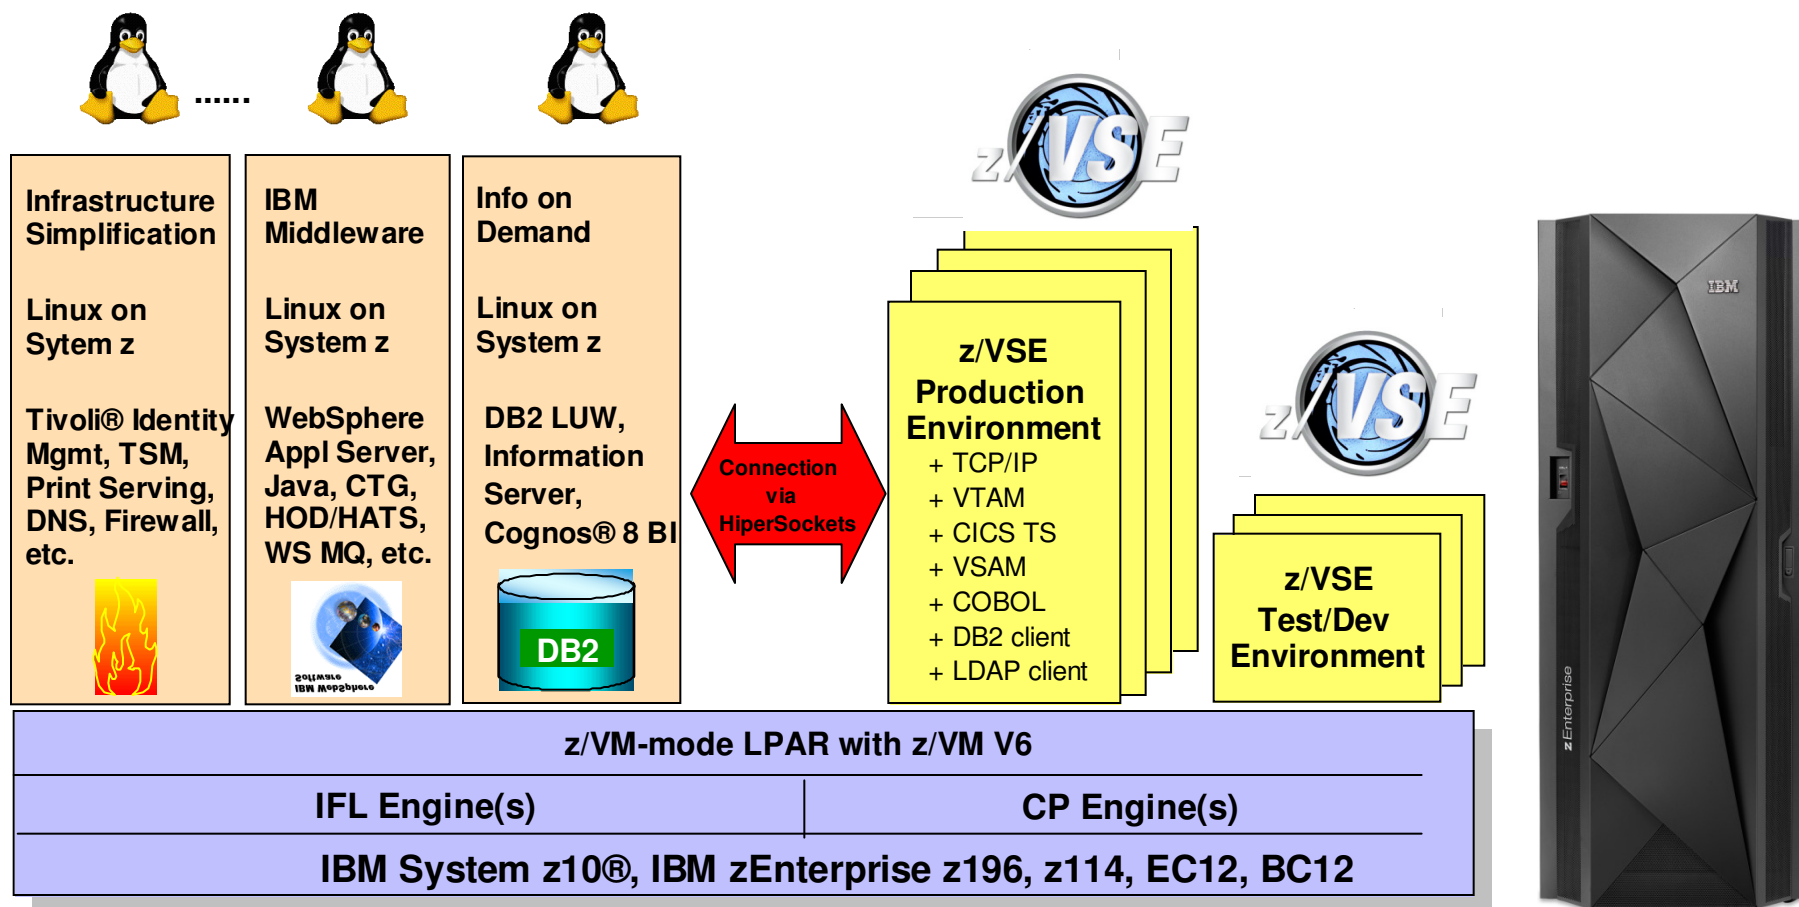 ......
Infrastructure
Simplification
Linux on
Sytem z
Tivoli® Identity
Mgmt, TSM,
Print Serving,
DNS, Firewall,
etc.
IBM
Middleware
Linux on
System z
WebSphere
Appl Server,
Java, CTG,
HOD/HATS,
WS MQ, etc.
Software
IBM WebSphere
Info on
Demand
Linux on
System z
DB2 LUW,
Information
Server,
Cognos® 8 BI
DB2
Connection
via
HiperSockets
z/VSE
z/VSE
Production
Environment
+ TCP/IP
+ VTAM
+ CICS TS
+ VSAM
+ COBOL
+ DB2 client
+ LDAP client
z/VSE
z/VSE
Test/Dev
Environment
IBM
zEnterprise
z/VM-mode LPAR with z/VM V6
IFL Engine(s)
CP Engine(s)
IBM System z10®, IBM zEnterprise z196, z114, EC12, BC12